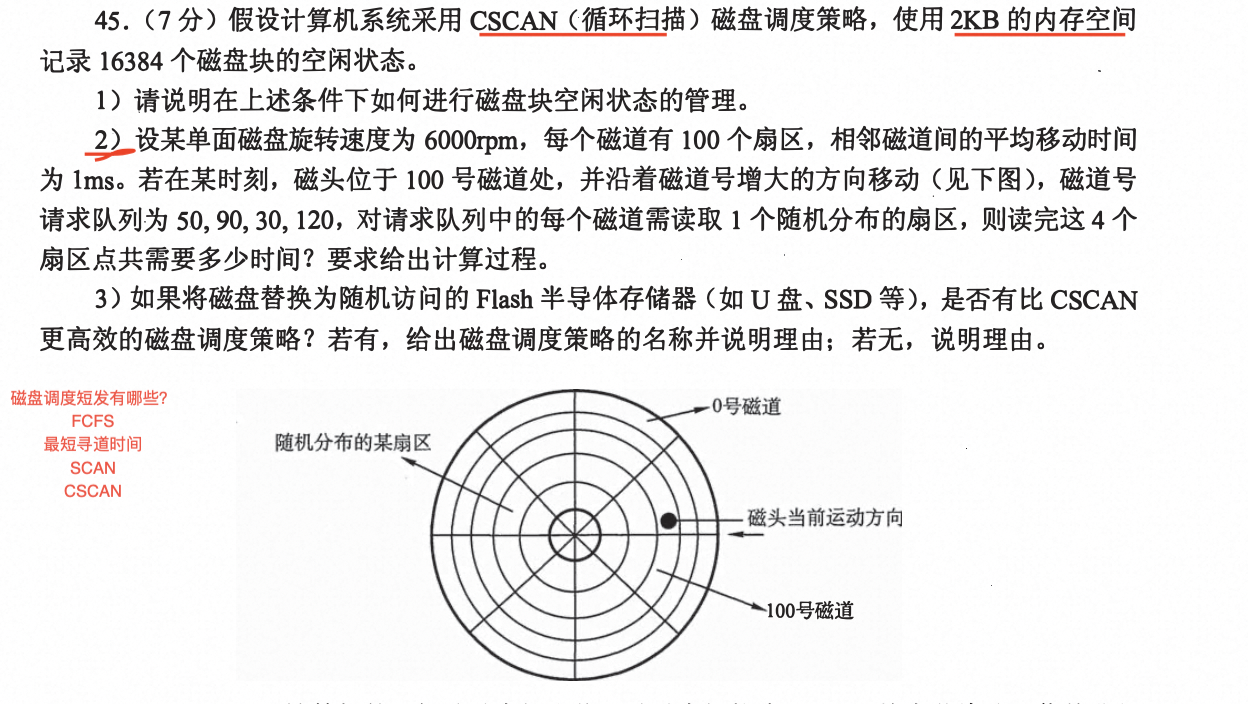 45.（7 分）假设计算机系统采用 CSCAN（循环扫描）磁盘调度策略，使用 2KB 的内存空间
记录 16384 个磁盘块的空闲状态。
1）请说明在上述条件下如何进行磁盘块空闲状态的管理。
2）设某单面磁盘旋转速度为 6000rpm，每个磁道有 100 个扇区，相邻磁道间的平均移动时间
为 1ms。若在某时刻，磁头位于 100 号磁道处，并沿着磁道号增大的方向移动（见下图），磁道号
请求队列为 50, 90, 30, 120，对请求队列中的每个磁道需读取 1 个随机分布的扇区，则读完这 4 个
扇区点共需要多少时间？要求给出计算过程。
3）如果将磁盘替换为随机访问的 Flash 半导体存储器（如 U 盘、SSD 等），是否有比 CSCAN
更高效的磁盘调度策略？若有，给出磁盘调度策略的名称并说明理由；若无，说明理由。
磁盘调度短发有哪些？
FCFS
最短寻道时间
SCAN
CSCAN
0号磁道
随机分布的某扇区
磁头当前运动方向
100号磁道